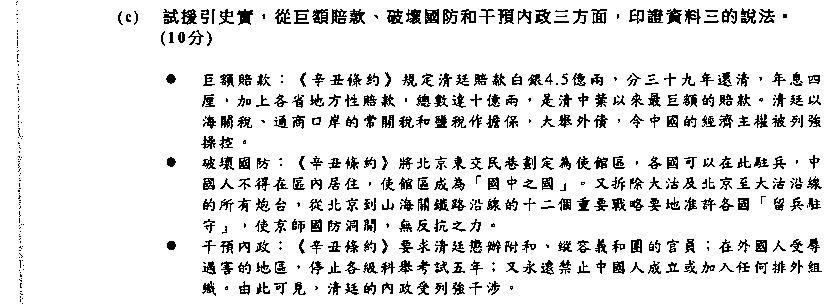 (c) 試援引史實，從巨額賠款、破壞國防和干預內政三方面，印證資料三的說法。
(10分)
● 巨額賠款：《辛丑條約》規定清廷賠款白銀4.5億兩，分三十九年還清，年息四
厘，加上各省地方性賠款，總數達十億兩，是清中葉以來最巨額的賠款。清廷以
海關稅、通商口岸的常關稅和鹽稅作擔保，大舉外債，令中國的經濟主權被列強
操控。
● 破壞國防：《辛丑條約》將北京東交民巷劃定為使館區，各國可以在此駐兵，中
國人不得在區內居住，使館區成為「國中之國」。又拆除大沽及北京至大沽沿線
的所有炮台，從北京到山海關鐵路沿線的十二個重要戰略要地准許各國「留兵駐
守」，使京師國防洞開，無反抗之力。
● 干預內政：《辛丑條約》要求清廷懲辦附和、縱容義和團的官員；在外國人受辱
遇害的地區，停止各級科舉考試五年；又永遠禁止中國人成立或加入任何排外組
織。由此可見，清廷的內政受列強干涉。